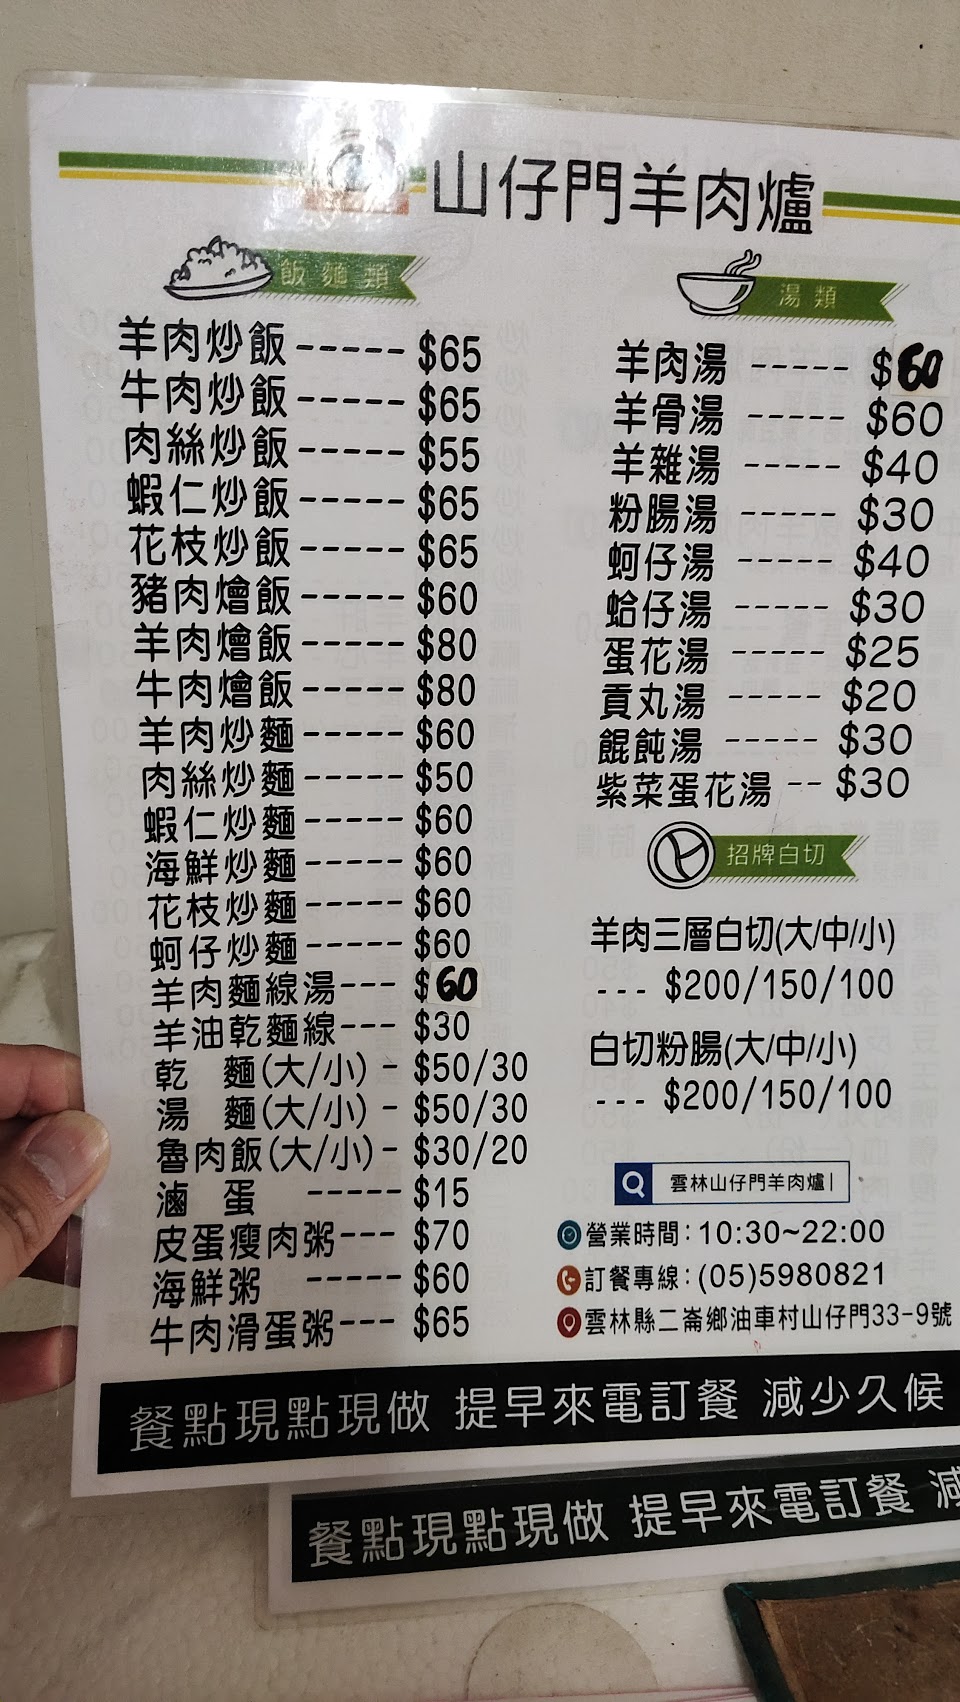 山仔門羊肉爐
飯麵類
羊肉炒飯-----$65
牛肉炒飯-----$65
肉絲炒飯-----$55
蝦仁炒飯-----$65
花枝炒飯-----$65
豬肉燴飯-----$60
羊肉燴飯-----$80
牛肉燴飯-----$80
羊肉炒麵-----$60
肉絲炒麵-----$50
蝦仁炒麵-----$60
海鮮炒麵-----$60
花枝炒麵-----$60
蚵仔炒麵-----$60
羊肉麵線湯---$60
羊油乾麵線---$30
乾 麵(大/小)-$50/30
湯 麵(大/小)-$50/30
魯肉飯(大/小)-$30/20
滷 蛋 -----$15
皮蛋瘦肉粥---$70
海鮮粥 -----$60
牛肉滑蛋粥---$65
湯類
羊肉湯-----$60
羊骨湯-----$60
羊雜湯-----$40
粉腸湯-----$30
蚵仔湯-----$40
蛤仔湯-----$30
蛋花湯-----$25
貢丸湯-----$20
餛飩湯-----$30
紫菜蛋花湯--$30
招牌白切
羊肉三層白切(大/中/小)
---$200/150/100
白切粉腸(大/中/小)
---$200/150/100
雲林山仔門羊肉爐|
營業時間：10:30~22:00
訂餐專線：(05)5980821
雲林縣二崙鄉油車村山仔門33-9號
餐點現點現做 提早來電訂餐 減少久候
餐點現點現做 提早來電訂餐 減